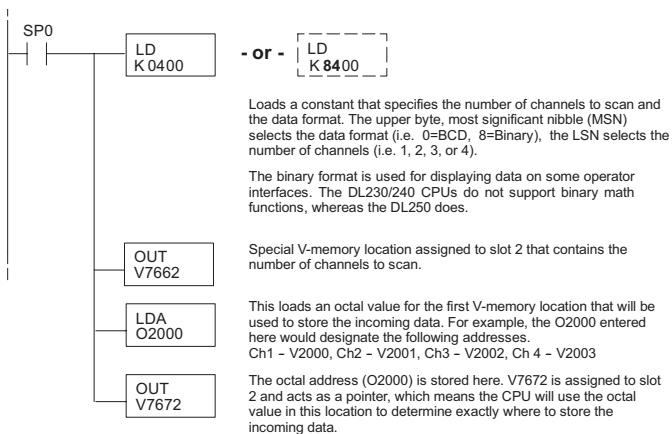 SP0
LD
K 0400
- or -
LD
K 8400
Loads a constant that specifies the number of channels to scan and
the data format. The upper byte, most significant nibble (MSN)
selects the data format (i.e. 0=BCD, 8=Binary), the LSN selects the
number of channels (i.e. 1, 2, 3, or 4).
The binary format is used for displaying data on some operator
interfaces. The DL230/240 CPUs do not support binary math
functions, whereas the DL250 does.
OUT
V7662
Special V-memory location assigned to slot 2 that contains the
number of channels to scan.
LDA
O2000
This loads an octal value for the first V-memory location that will be
used to store the incoming data. For example, the O2000 entered
here would designate the following addresses.
Ch1 – V2000, Ch2 – V2001, Ch3 – V2002, Ch 4 – V2003
OUT
V7672
The octal address (O2000) is stored here. V7672 is assigned to slot
2 and acts as a pointer, which means the CPU will use the octal
value in this location to determine exactly where to store the
incoming data.